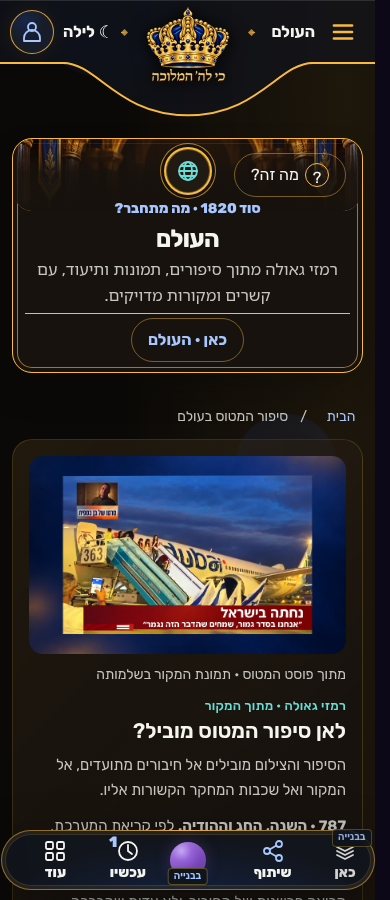 העולם
☾ לילה
כי לה' המלוכה
? מה זה?
סוד 1820 • מה מתחבר?
העולם
רמזי גאולה מתוך סיפורים, תמונות ותיעוד, עם
קשרים ומקורות מדויקים.
כאן • העולם
הבית / סיפור המטוס בעולם
363
dubai
נחתה בישראל
"אנחנו בסדר גמור, שמחים שהדבר הזה נגמר"
מתוך פוסט המטוס • תמונת המקור בשלמותה
רמזי גאולה • מתוך המקור
לאן סיפור המטוס מוביל?
הסיפור והצילום מובילים אל חיבורים מתועדים, אל
המקור ואל שכבות המחקר הקשורות אליו.
787 • השנה, החג וההודיה. לפי קריאת המערכת,
בבנייה
כאן
שיתוף
בבנייה
1
עכשיו
עוד